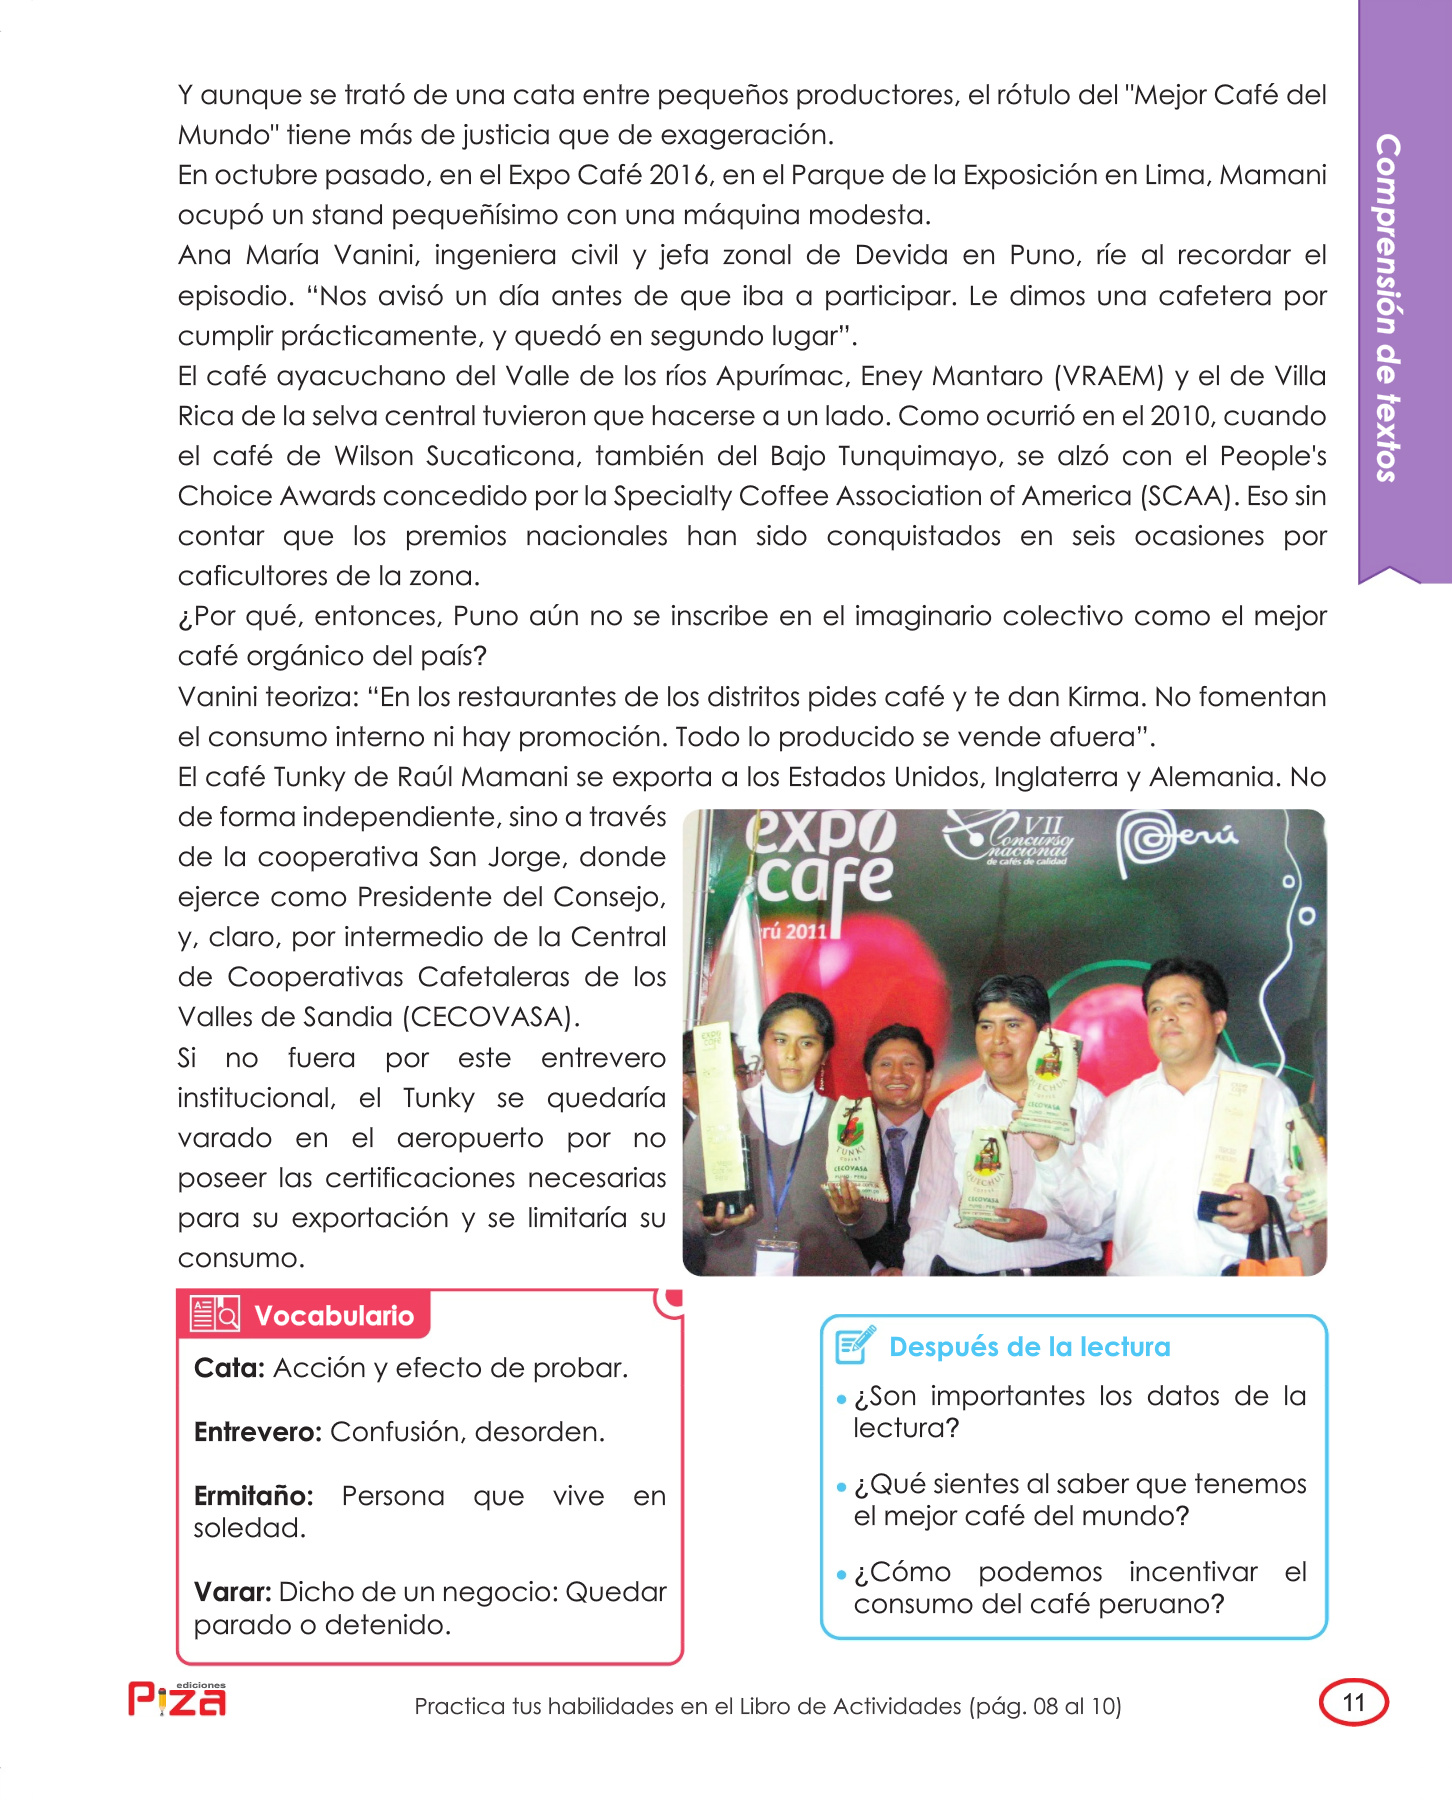 Y aunque se trató de una cata entre pequeños productores, el rótulo del "Mejor Café del
Mundo" tiene más de justicia que de exageración.
En octubre pasado, en el Expo Café 2016, en el Parque de la Exposición en Lima, Mamani
ocupó un stand pequeñísimo con una máquina modesta.
Ana María Vanini, ingeniera civil y jefa zonal de Devida en Puno, ríe al recordar el
episodio. “Nos avisó un día antes de que iba a participar. Le dimos una cafetera por
cumplir prácticamente, y quedó en segundo lugar”.
El café ayacuchano del Valle de los ríos Apurímac, Eney Mantaro (VRAEM) y el de Villa
Rica de la selva central tuvieron que hacerse a un lado. Como ocurrió en el 2010, cuando
el café de Wilson Sucaticona, también del Bajo Tunquimayo, se alzó con el People's
Choice Awards concedido por la Specialty Coffee Association of America (SCAA). Eso sin
contar que los premios nacionales han sido conquistados en seis ocasiones por
caficultores de la zona.
¿Por qué, entonces, Puno aún no se inscribe en el imaginario colectivo como el mejor
café orgánico del país?
Vanini teoriza: “En los restaurantes de los distritos pides café y te dan Kirma. No fomentan
el consumo interno ni hay promoción. Todo lo producido se vende afuera”.
El café Tunky de Raúl Mamani se exporta a los Estados Unidos, Inglaterra y Alemania. No
de forma independiente, sino a través
de la cooperativa San Jorge, donde
ejerce como Presidente del Consejo,
y, claro, por intermedio de la Central
de Cooperativas Cafetaleras de los
Valles de Sandia (CECOVASA).
Si no fuera por este entrevero
institucional, el Tunky se quedaría
varado en el aeropuerto por no
poseer las certificaciones necesarias
para su exportación y se limitaría su
consumo.
expo
café
rú 2011
VII
Concurso
nacional
de cafés de calidad
Perú
TUNKI
CECOVASA
PUNO - PERU
QUECHUA
CECOVASA
QUECHUA
CECOVASA
PUNO - PERU
Vocabulario
Cata: Acción y efecto de probar.
Entrevero: Confusión, desorden.
Ermitaño: Persona que vive en
soledad.
Varar: Dicho de un negocio: Quedar
parado o detenido.
Después de la lectura
• ¿Son importantes los datos de la
lectura?
• ¿Qué sientes al saber que tenemos
el mejor café del mundo?
• ¿Cómo podemos incentivar el
consumo del café peruano?
Comprensión de textos
ediciones
Piza
Practica tus habilidades en el Libro de Actividades (pág. 08 al 10)
11